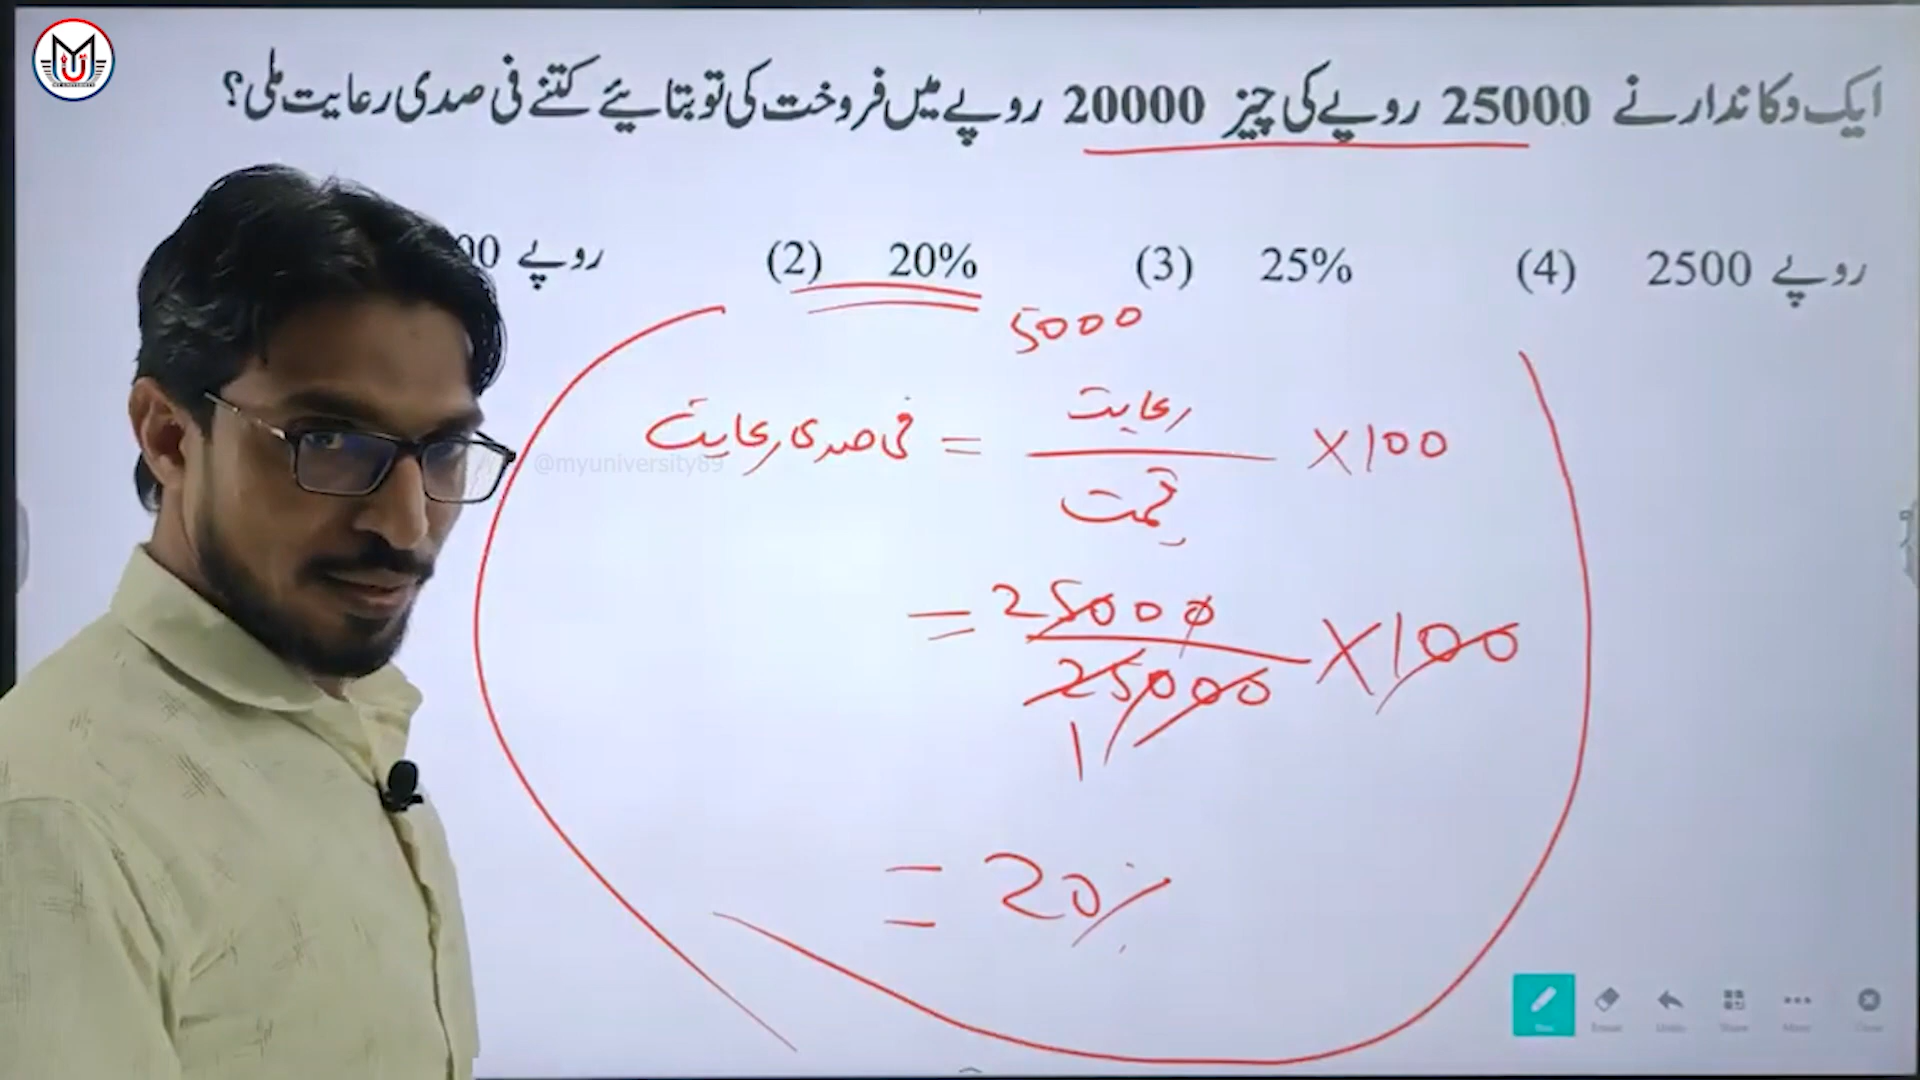 ایک دکاندار نے 25000 روپے کی چیز 20000 روپے میں فروخت کی تو بتائیے کتنے فی صدی رعایت ملی؟
00 روپے (2) 20% (3) 25% (4) 2500 روپے
5000
فی صدی رعایت = رعایت / قیمت × 100
@myuniversity89
= 25000 / 25000 × 100
1
= 20%